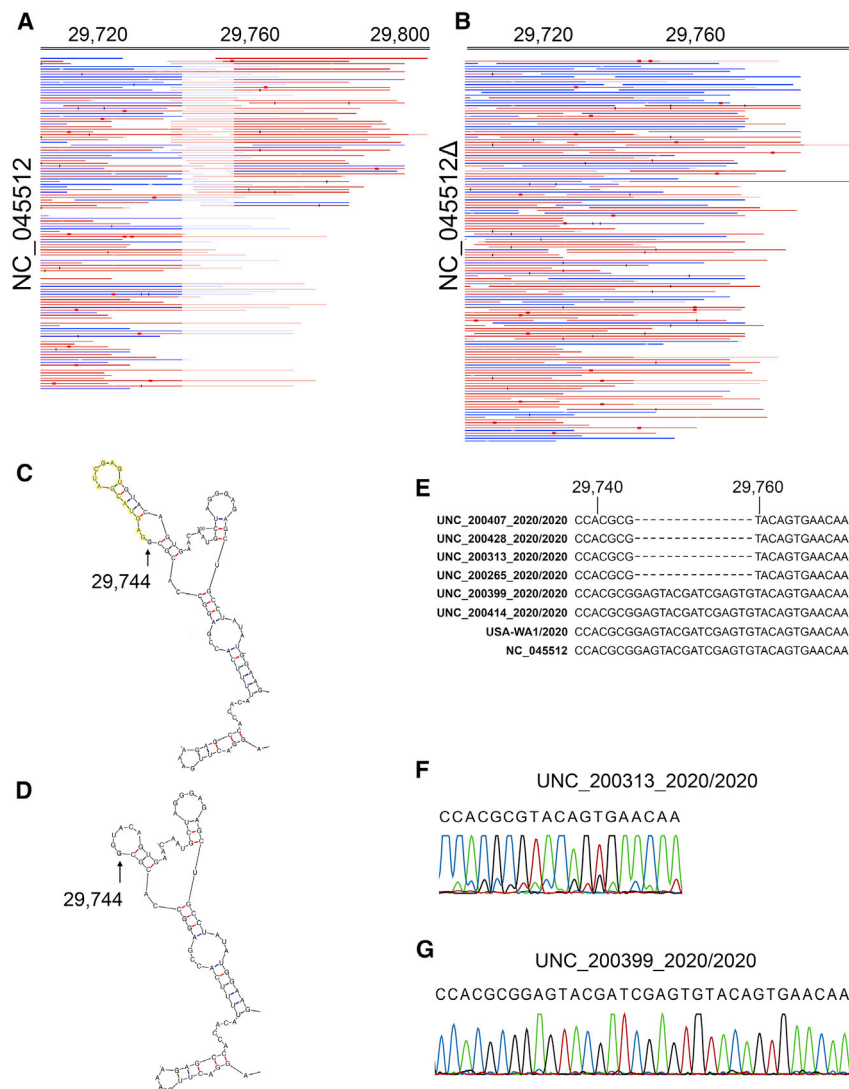 A
29,720 29,760 29,800
NC_045512
B
29,720 29,760
NC_045512Δ
C
29,744
D
29,744
E
29,740 29,760
UNC_200407_2020/2020 CCACGCG---------------TACAGTGAACAA
UNC_200428_2020/2020 CCACGCG---------------TACAGTGAACAA
UNC_200313_2020/2020 CCACGCG---------------TACAGTGAACAA
UNC_200265_2020/2020 CCACGCG---------------TACAGTGAACAA
UNC_200399_2020/2020 CCACGCGGAGTACGATCGAGTGTACAGTGAACAA
UNC_200414_2020/2020 CCACGCGGAGTACGATCGAGTGTACAGTGAACAA
USA-WA1/2020 CCACGCGGAGTACGATCGAGTGTACAGTGAACAA
NC_045512 CCACGCGGAGTACGATCGAGTGTACAGTGAACAA
F
UNC_200313_2020/2020
CCACGCGTACAGTGAACAA
G
UNC_200399_2020/2020
CCACGCGGAGTACGATCGAGTGTACAGTGAACAA